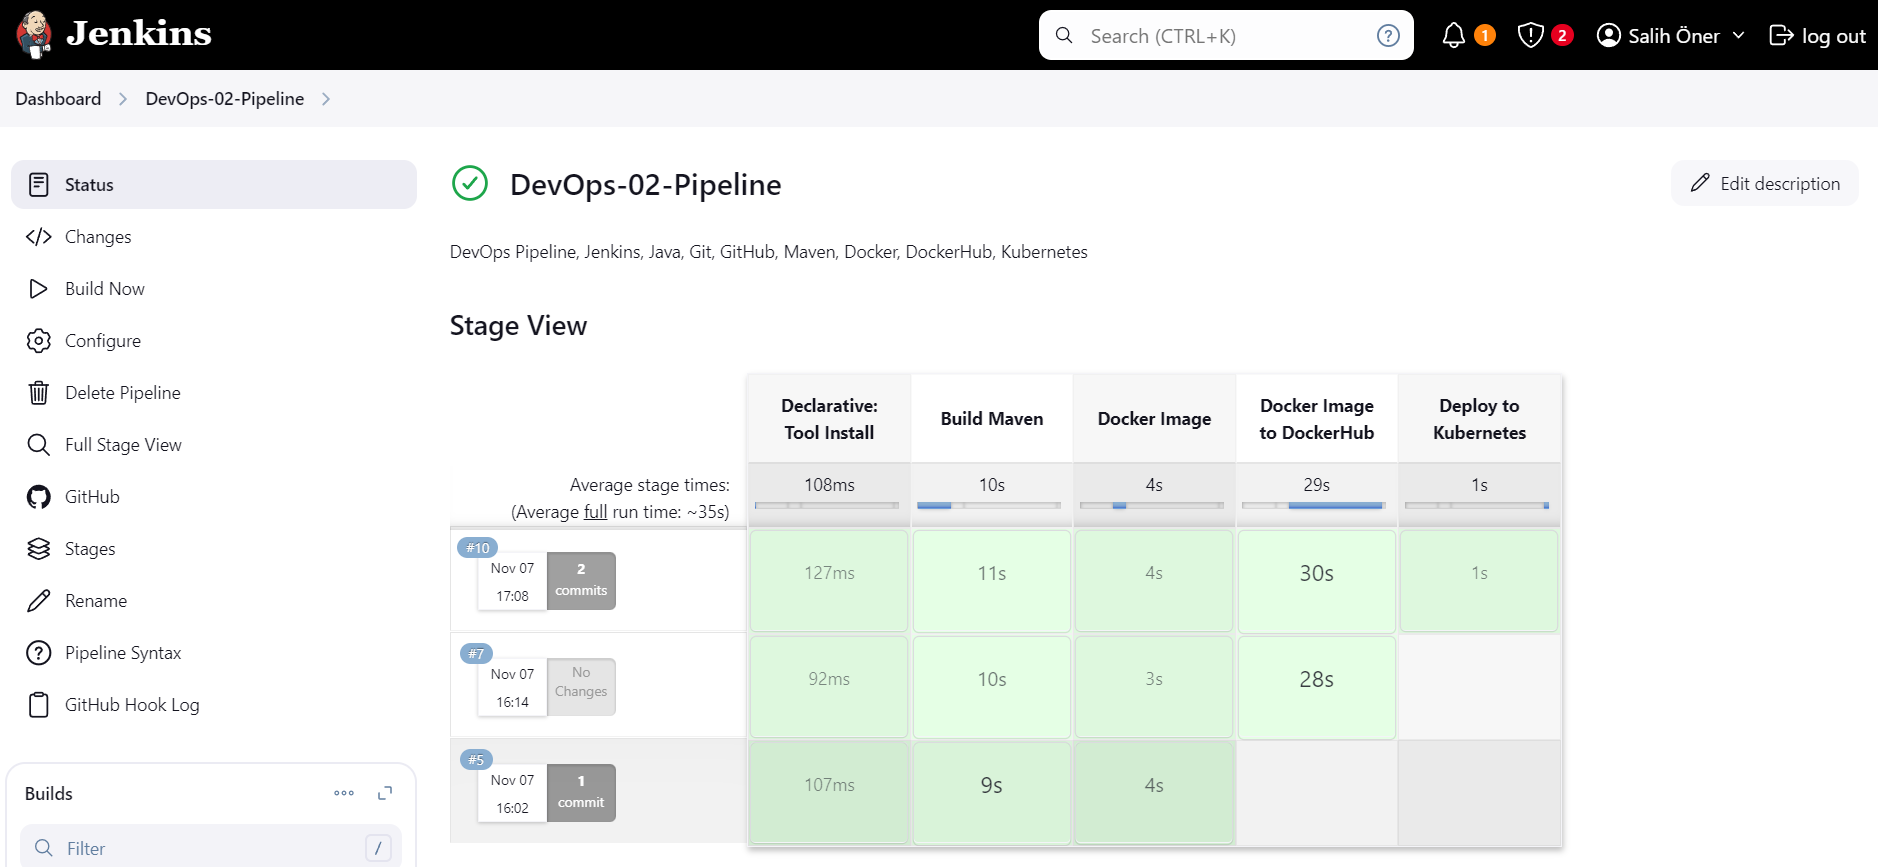 Jenkins
Search (CTRL+K)
?
1
2
Salih Öner
log out
Dashboard
DevOps-02-Pipeline
Status
Changes
Build Now
Configure
Delete Pipeline
Full Stage View
GitHub
Stages
Rename
Pipeline Syntax
GitHub Hook Log
Builds
Filter
/
DevOps-02-Pipeline
Edit description
DevOps Pipeline, Jenkins, Java, Git, GitHub, Maven, Docker, DockerHub, Kubernetes
Stage View
Declarative:
Tool Install
Build Maven
Docker Image
Docker Image
to DockerHub
Deploy to
Kubernetes
Average stage times:
(Average full run time: ~35s)
108ms
10s
4s
29s
1s
#10
Nov 07
17:08
2
commits
127ms
11s
4s
30s
1s
#7
Nov 07
16:14
No
Changes
92ms
10s
3s
28s
#5
Nov 07
16:02
1
commit
107ms
9s
4s